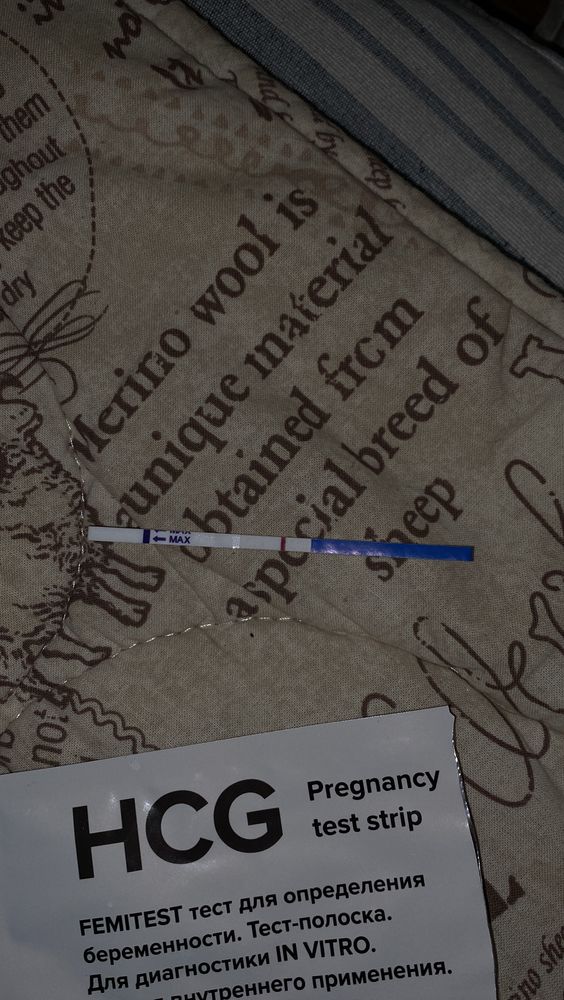 them
keep the
dry
Merino wool is
unique material
obtained from
a special breed of
sheep
MAX
HCG
Pregnancy
test strip
FEMITEST тест для определения
беременности. Тест-полоска.
Для диагностики IN VITRO.
внутреннего применения.